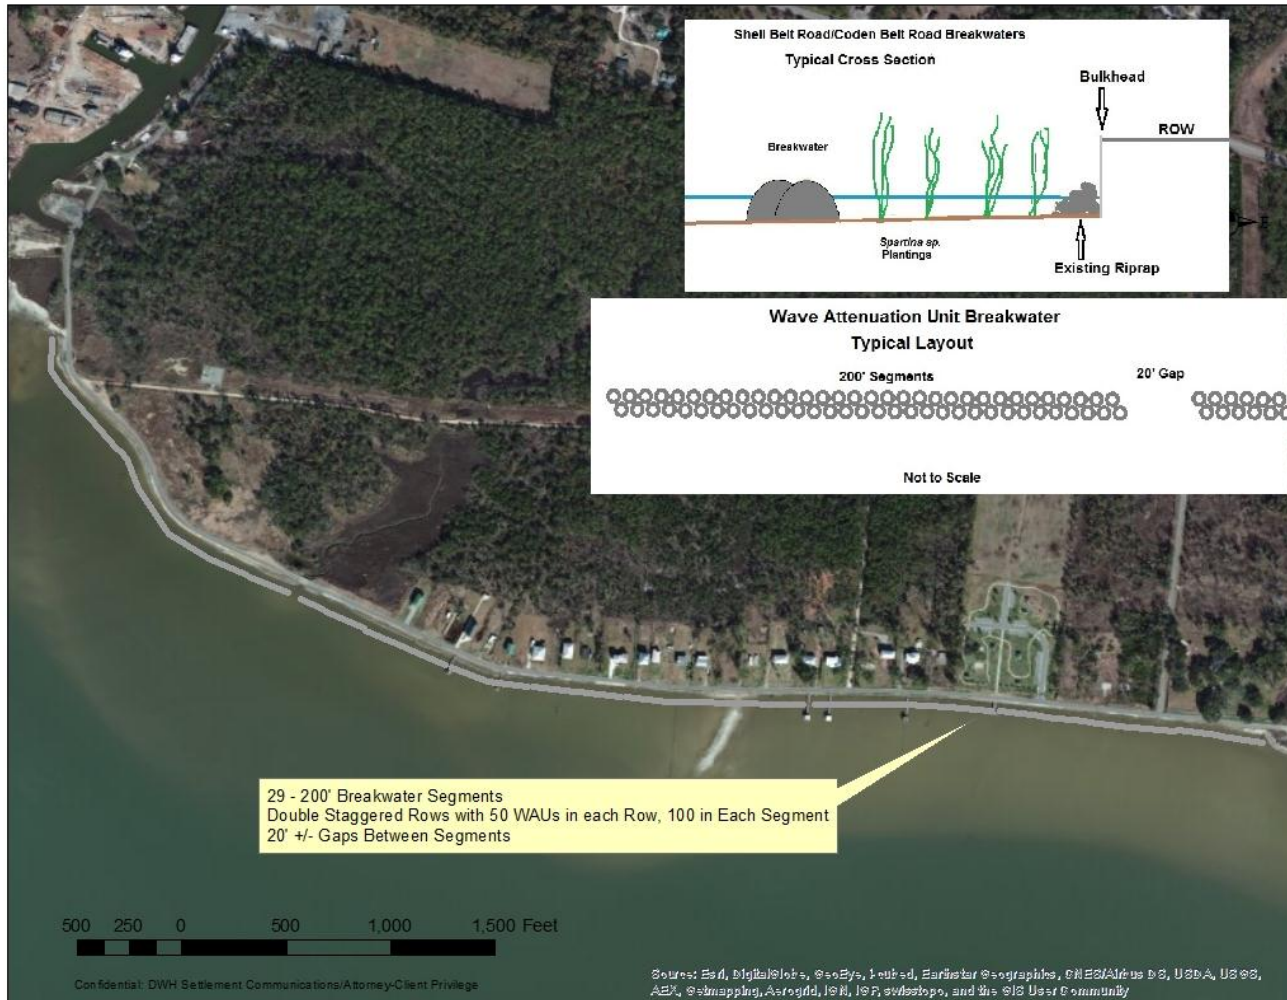 Shell Belt Road/Coden Belt Road Breakwaters
Typical Cross Section
Bulkhead
ROW
Breakwater
Spartina sp.
Plantings
Existing Riprap
Wave Attenuation Unit Breakwater
Typical Layout
200' Segments
20' Gap
Not to Scale
29 - 200' Breakwater Segments
Double Staggered Rows with 50 WAUs in each Row, 100 in Each Segment
20' +/- Gaps Between Segments
500 250 0 500 1,000 1,500 Feet
Confidential: DWH Settlement Communications/Attorney-Client Privilege
Source: Esri, DigitalGlobe, GeoEye, i-cubed, Earthstar Geographics, CNES/Airbus DS, USDA, USGS,
AEX, Getmapping, Aerogrid, IGN, IGP, swisstopo, and the GIS User Community